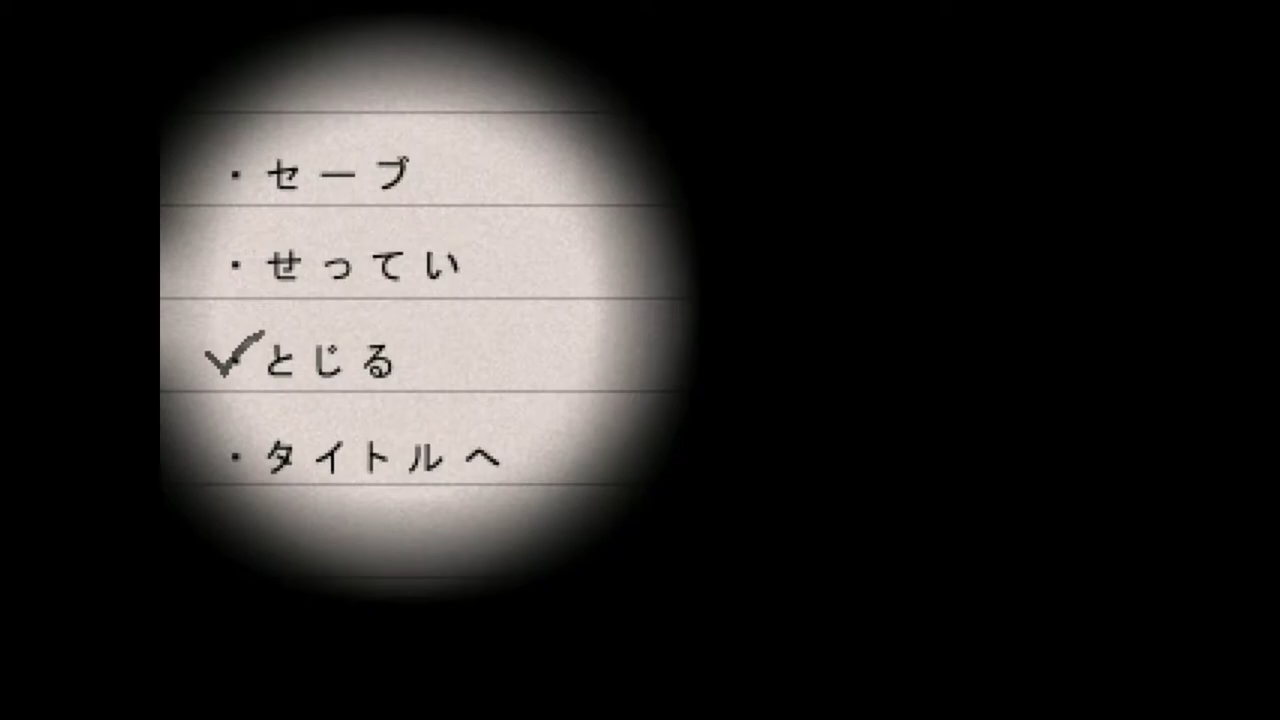 ・セーブ
・せってい
・とじる
・タイトルへ